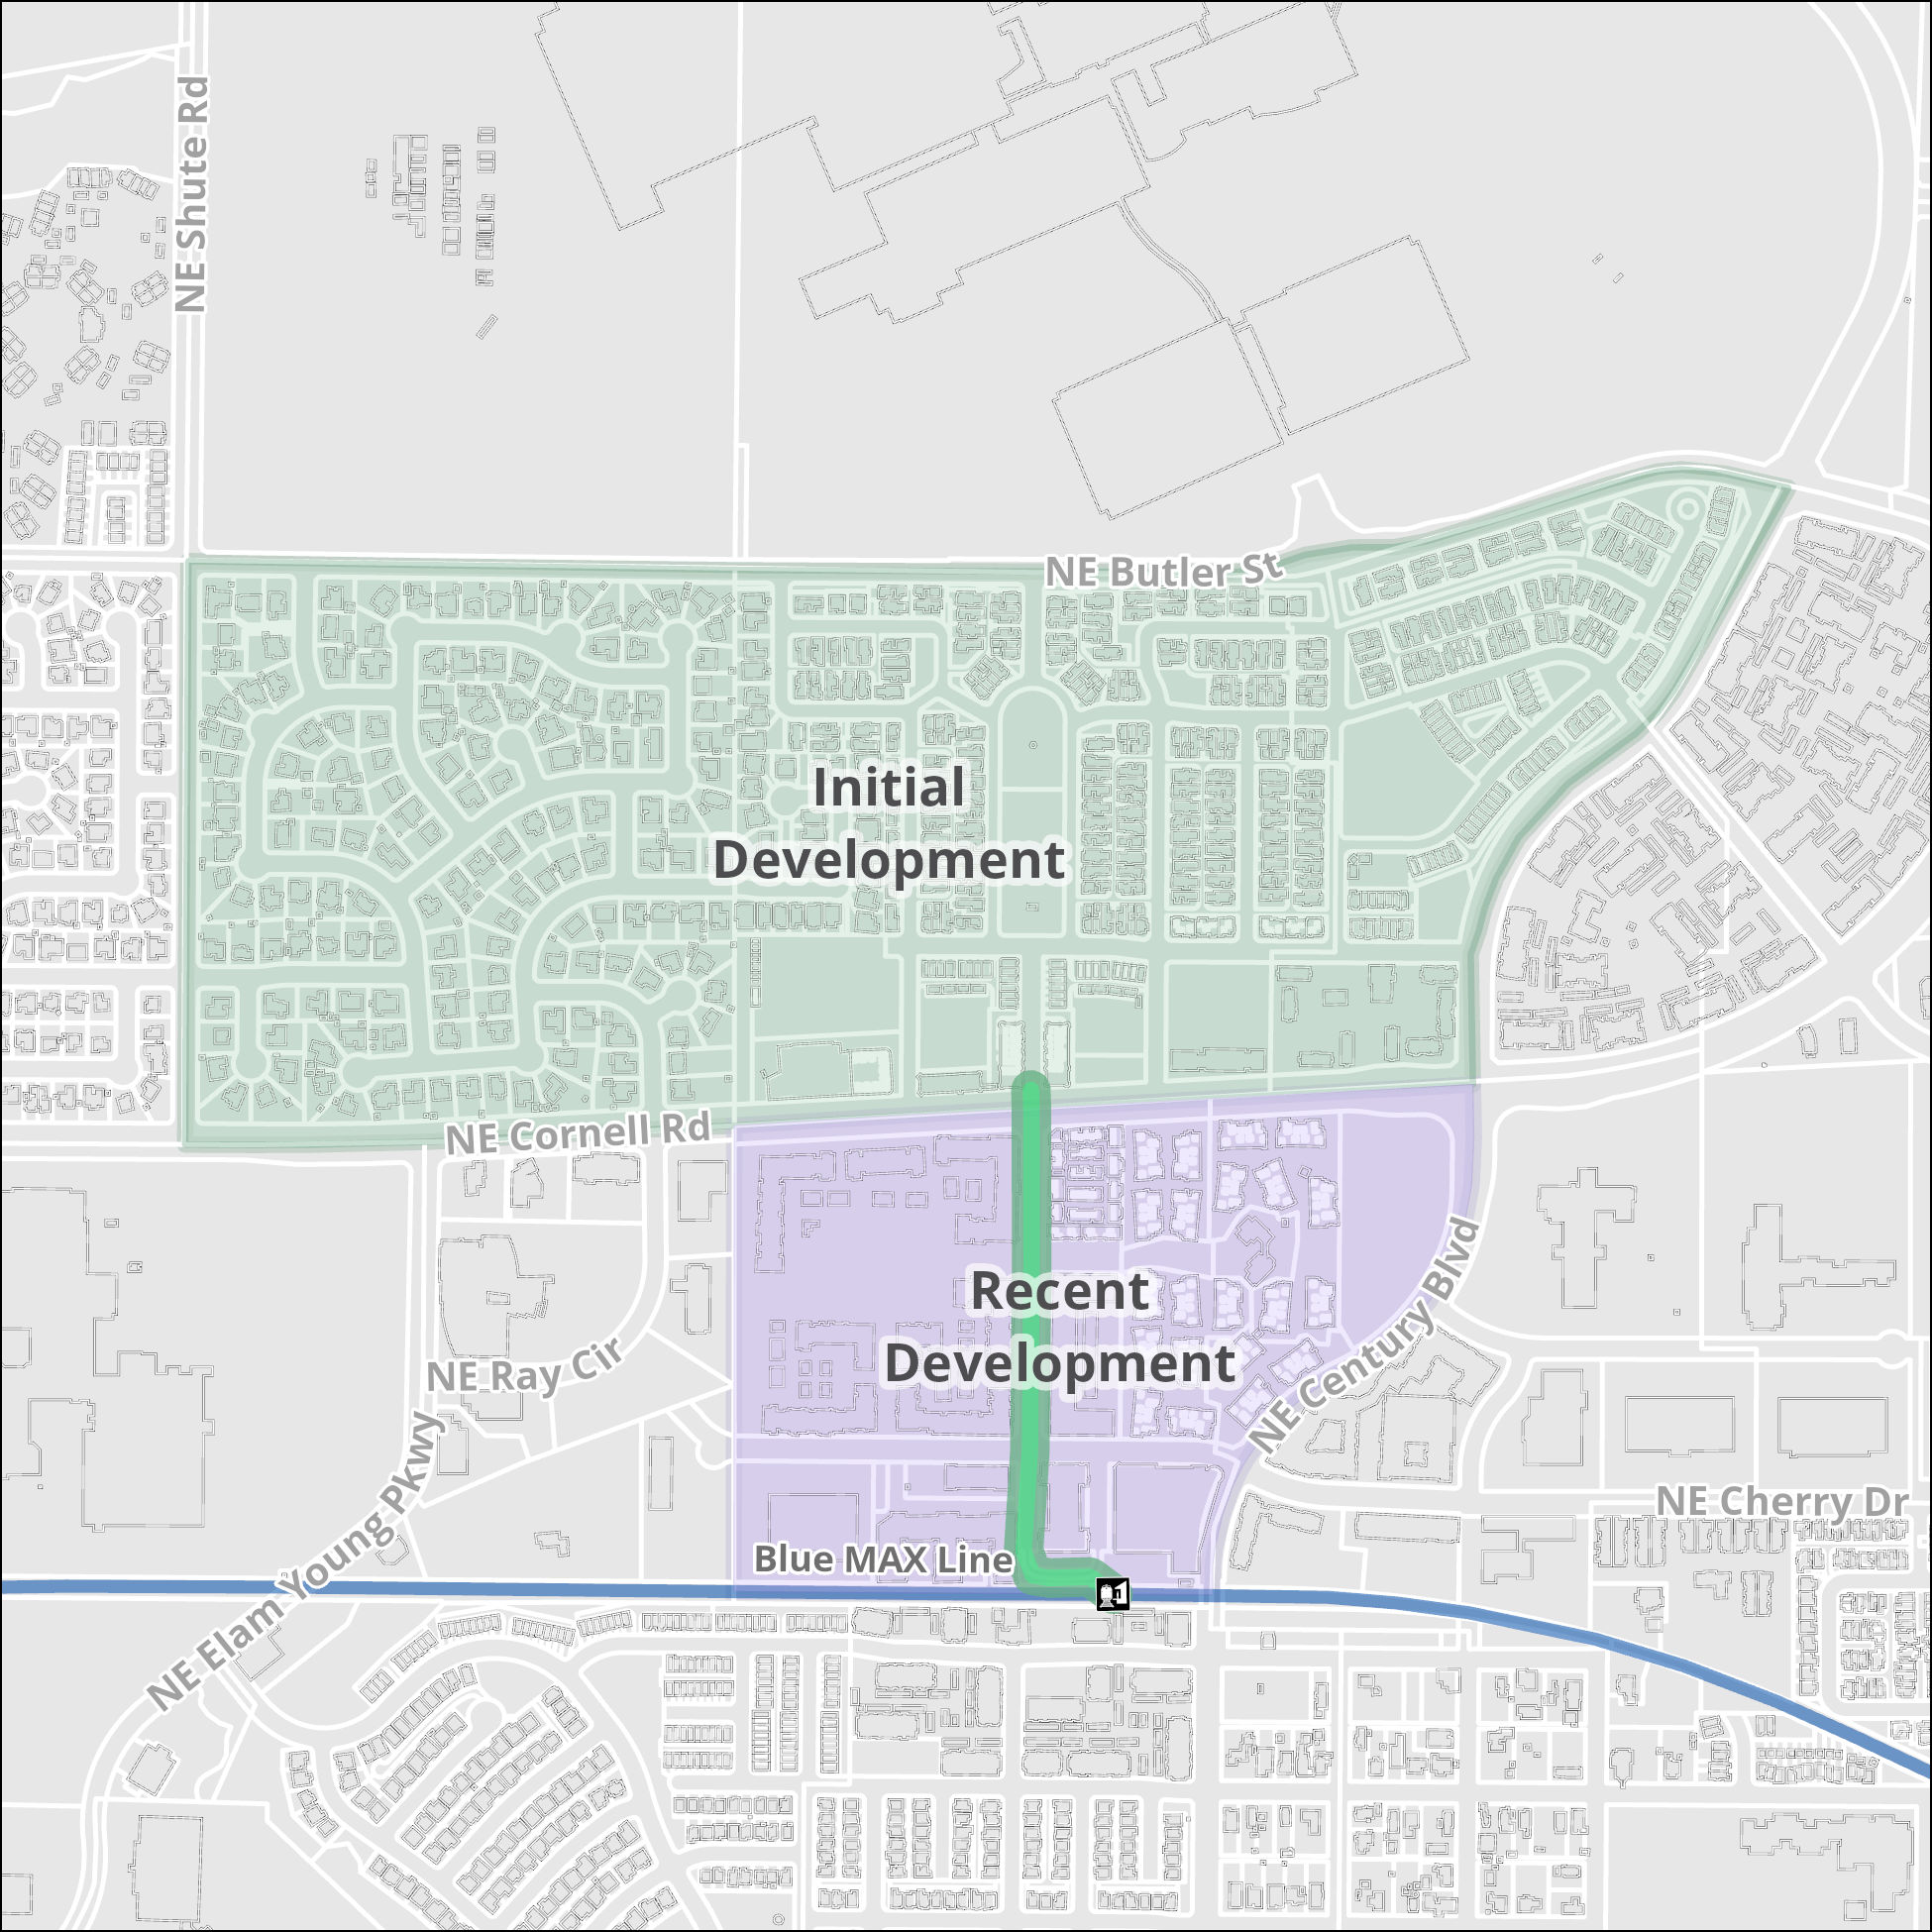 NE Shute Rd
NE Butler St
Initial
Development
NE Cornell Rd
Recent
Development
NE Century Blvd
NE Ray Cir
NE Elam Young Pkwy
NE Cherry Dr
Blue MAX Line